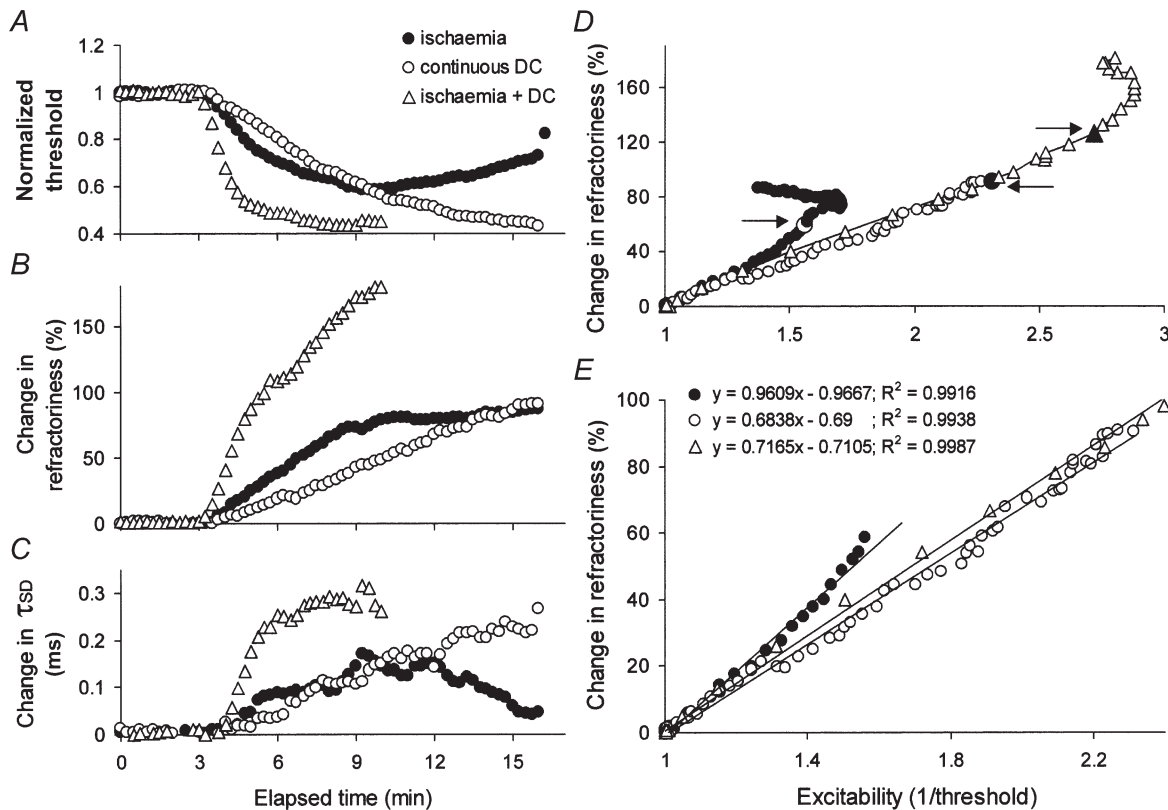 A
Normalized
threshold
1.2
1
0.8
0.6
0.4
ischaemia
continuous DC
ischaemia + DC
B
Change in
refractoriness (%)
150
100
50
0
C
Change in τSD
(ms)
0.3
0.2
0.1
0
0 3 6 9 12 15
Elapsed time (min)
D
Change in refractoriness (%)
160
120
80
40
0
1 1.5 2 2.5 3
E
Change in refractoriness (%)
100
80
60
40
20
0
y = 0.9609x - 0.9667; R² = 0.9916
y = 0.6838x - 0.69 ; R² = 0.9938
y = 0.7165x - 0.7105; R² = 0.9987
1 1.4 1.8 2.2
Excitability (1/threshold)